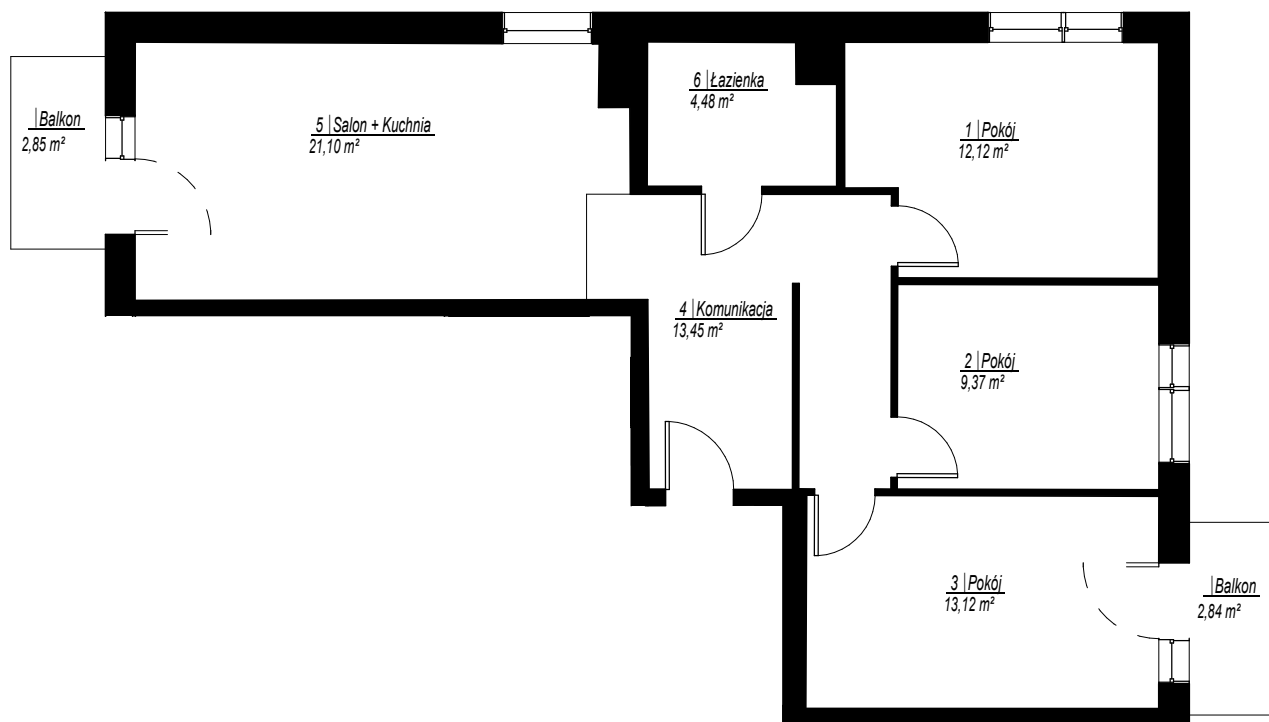 6 | Łazienka
4,48 m²
| Balkon
2,85 m²
5 | Salon + Kuchnia
21,10 m²
1 | Pokój
12,12 m²
4 | Komunikacja
13,45 m²
2 | Pokój
9,37 m²
3 | Pokój
13,12 m²
| Balkon
2,84 m²